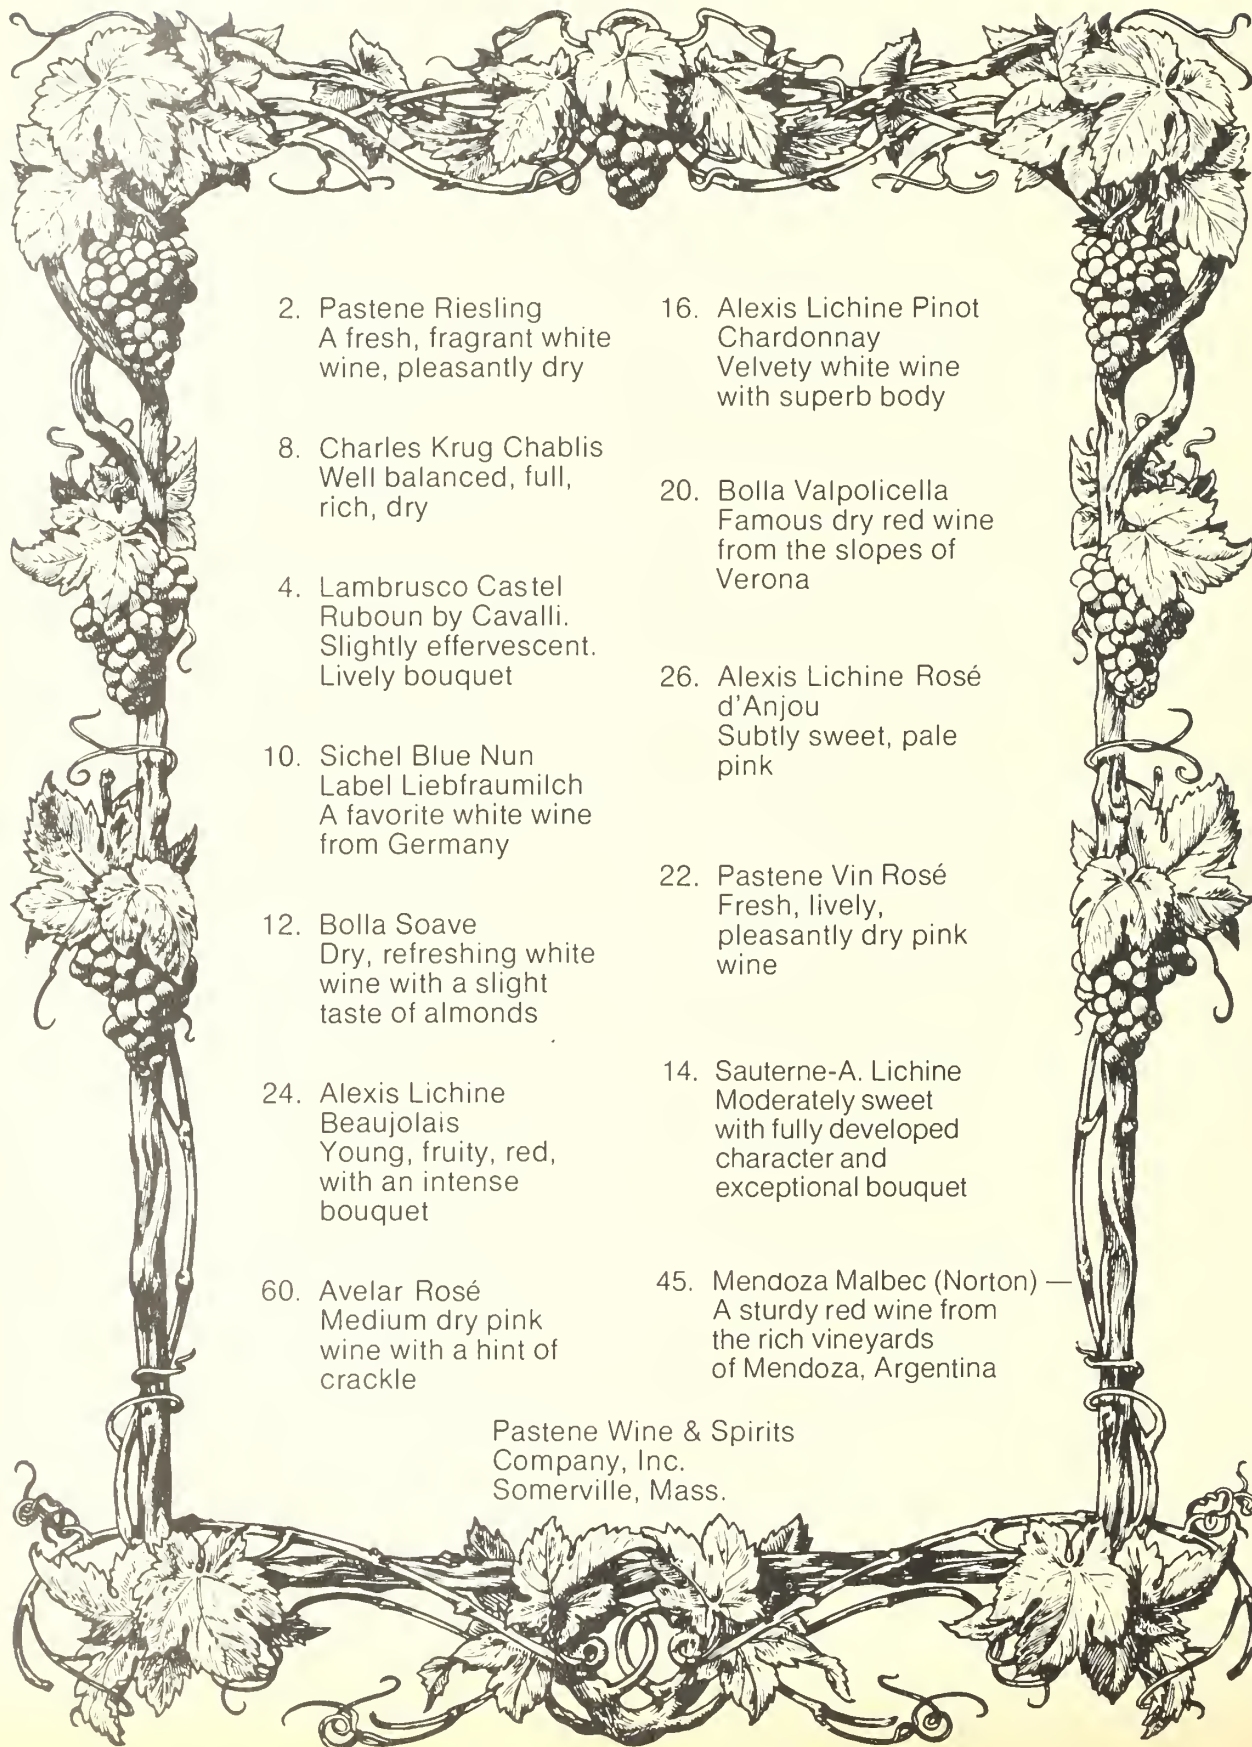 2. Pastene Riesling
A fresh, fragrant white
wine, pleasantly dry
8. Charles Krug Chablis
Well balanced, full,
rich, dry
4. Lambrusco Castel
Ruboun by Cavalli.
Slightly effervescent.
Lively bouquet
10. Sichel Blue Nun
Label Liebfraumilch
A favorite white wine
from Germany
12. Bolla Soave
Dry, refreshing white
wine with a slight
taste of almonds
24. Alexis Lichine
Beaujolais
Young, fruity, red,
with an intense
bouquet
60. Avelar Rosé
Medium dry pink
wine with a hint of
crackle
16. Alexis Lichine Pinot
Chardonnay
Velvety white wine
with superb body
20. Bolla Valpolicella
Famous dry red wine
from the slopes of
Verona
26. Alexis Lichine Rosé
d'Anjou
Subtly sweet, pale
pink
22. Pastene Vin Rosé
Fresh, lively,
pleasantly dry pink
wine
14. Sauterne-A. Lichine
Moderately sweet
with fully developed
character and
exceptional bouquet
45. Mendoza Malbec (Norton) —
A sturdy red wine from
the rich vineyards
of Mendoza, Argentina
Pastene Wine & Spirits
Company, Inc.
Somerville, Mass.